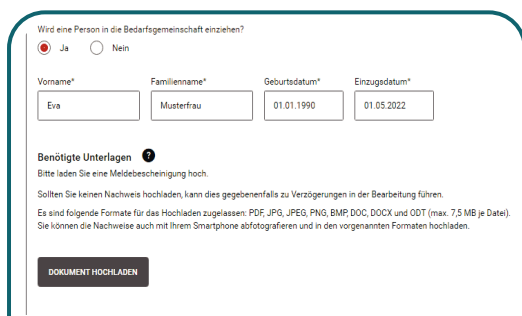 Wird eine Person in die Bedarfsgemeinschaft einziehen?
Ja Nein
Vorname* Familienname* Geburtsdatum* Einzugsdatum*
Eva Musterfrau 01.01.1990 01.05.2022
Benötigte Unterlagen ?
Bitte laden Sie eine Meldebescheinigung hoch.
Sollten Sie keinen Nachweis hochladen, kann dies gegebenenfalls zu Verzögerungen in der Bearbeitung führen.
Es sind folgende Formate für das Hochladen zugelassen: PDF, JPG, JPEG, PNG, BMP, DOC, DOCX und ODT (max. 7,5 MB je Datei).
Sie können die Nachweise auch mit Ihrem Smartphone abfotografieren und in den vorgenannten Formaten hochladen.
DOKUMENT HOCHLADEN